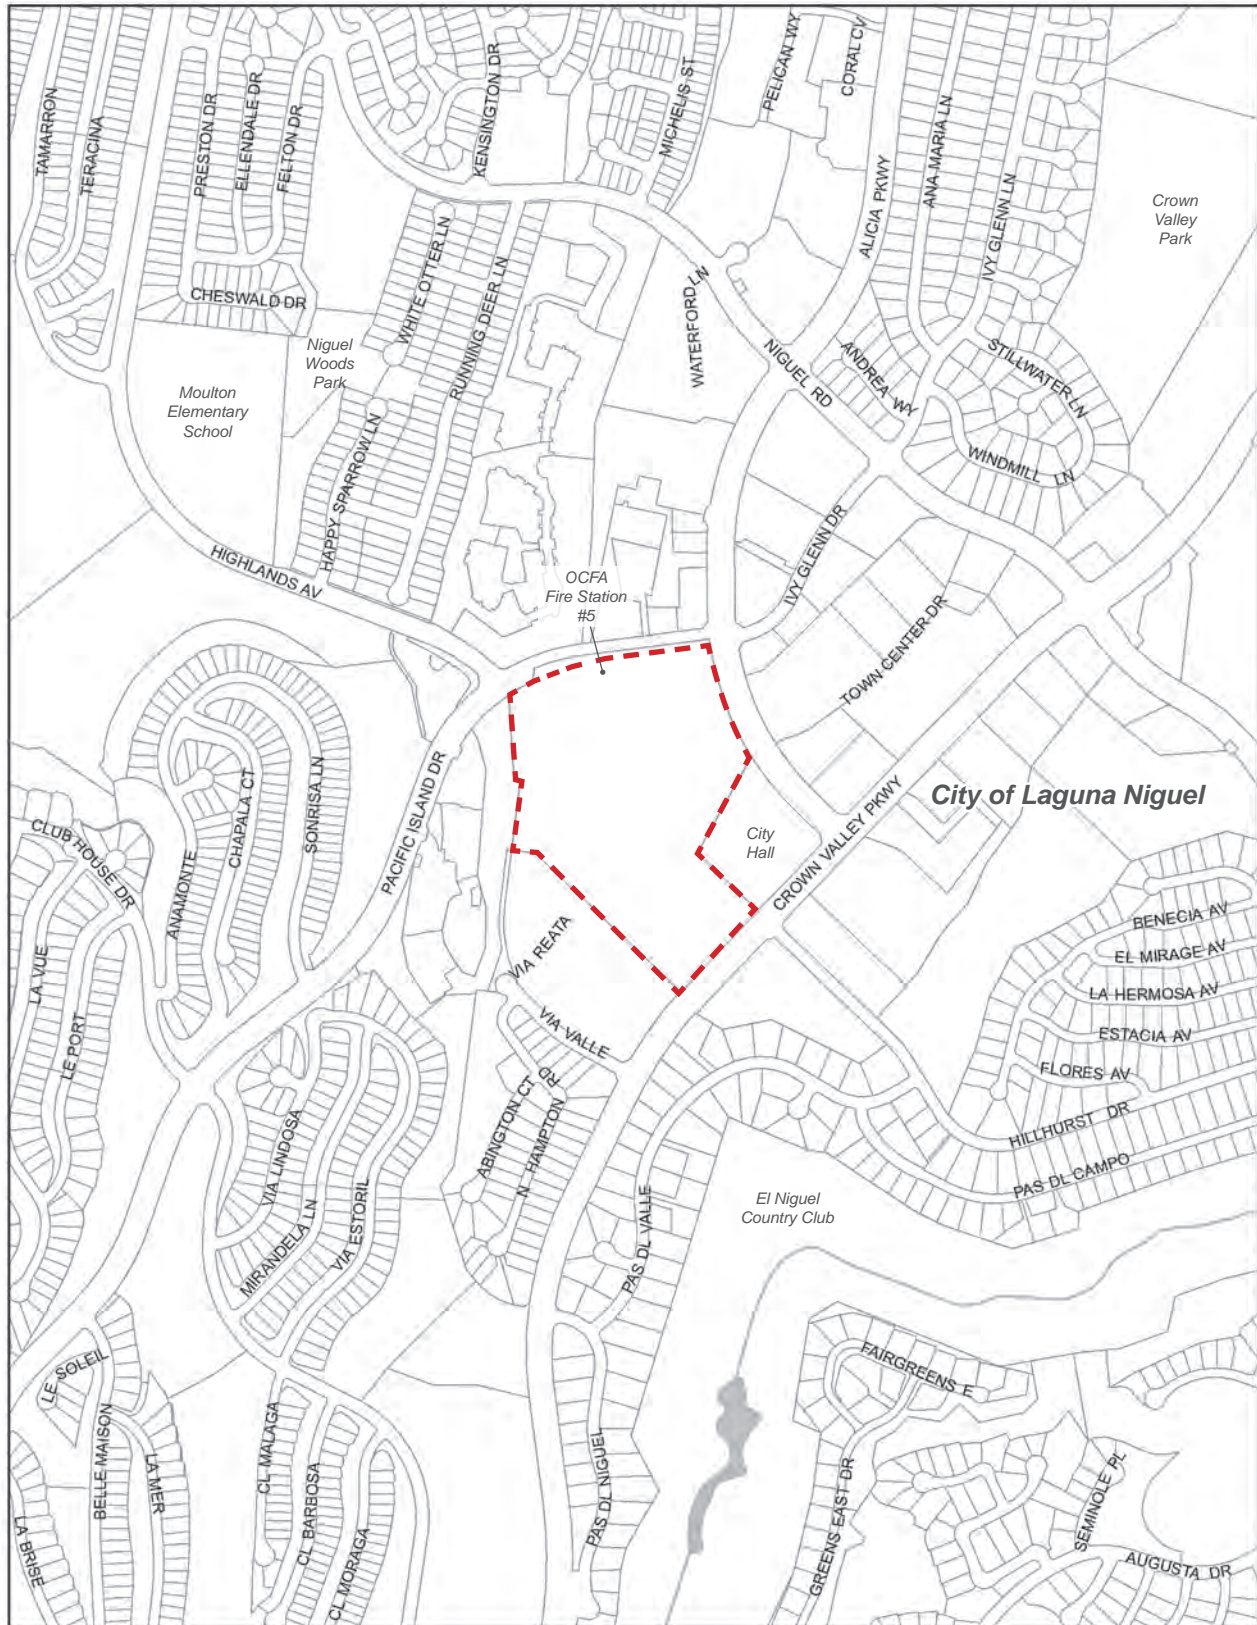 TAMARRON
TERACINA
PRESTON DR
ELLENDALE DR
FELTON DR
KENSINGTON DR
MICHELIS ST
PELICAN WY
CORAL CV
ALICIA PKWY
ANA MARIA LN
IVY GLENN LN
Crown
Valley
Park
CHESWALD DR
WHITE OTTER LN
RUNNING DEER LN
WATERFORD LN
NIGUEL RD
ANDREA WY
STILLWATER LN
WINDMILL LN
Niguel
Woods
Park
Moulton
Elementary
School
HAPPY SPARROW LN
HIGHLANDS AV
OCFA
Fire Station
#5
IVY GLENN DR
TOWN CENTER DR
PACIFIC ISLAND DR
CROWN VALLEY PKWY
City of Laguna Niguel
City
Hall
CLUB HOUSE DR
ANAMONTE
CHAPALA CT
SONRISA LN
LA VUE
LE PORT
VIA REATA
VIA VALLE
BENECIA AV
EL MIRAGE AV
LA HERMOSA AV
ESTACIA AV
FLORES AV
HILLHURST DR
PAS DL CAMPO
ABINGTON CT
N HAMPTON RD
VIA LINDOSA
MIRANDELA LN
VIA ESTORIL
PAS DL VALLE
El Niguel
Country Club
LE SOLEIL
BELLE MAISON
LA MER
LA BRISE
CL MALAGA
CL BARBOSA
CL MORAGA
PAS DL NIGUEL
FAIRGREENS E
GREENS EAST DR
SEMINOLE PL
AUGUSTA DR